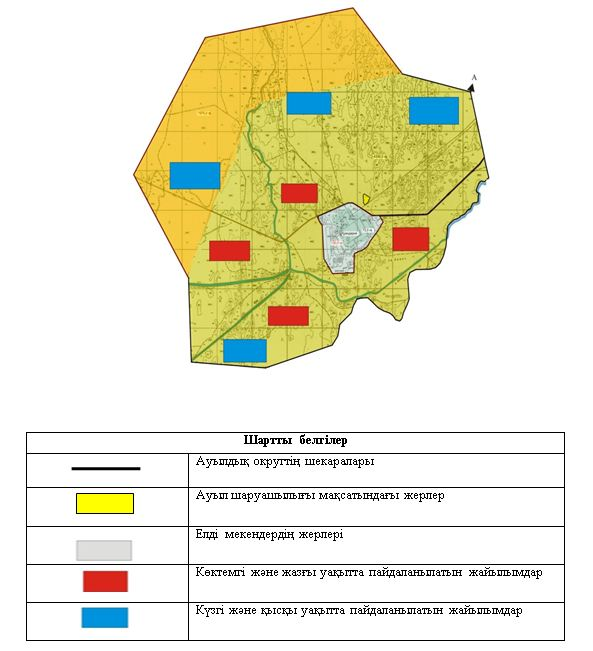 А
Шартты белгілер
Ауылдық округтің шекаралары
Ауыл шаруашылығы мақсатындағы жерлер
Елді мекендердің жерлері
Көктемгі және жазғы уақытта пайдаланылатын жайылымдар
Күзгі және қысқы уақытта пайдаланылатын жайылымдар